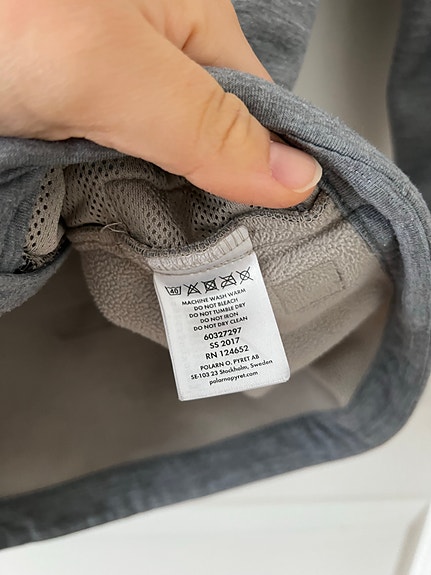 40
MACHINE WASH WARM
DO NOT BLEACH
DO NOT TUMBLE DRY
DO NOT IRON
DO NOT DRY CLEAN
60327297
SS 2017
RN 124652
POLARN O. PYRET AB
SE-103 23 Stockholm, Sweden
polarnopyret.com